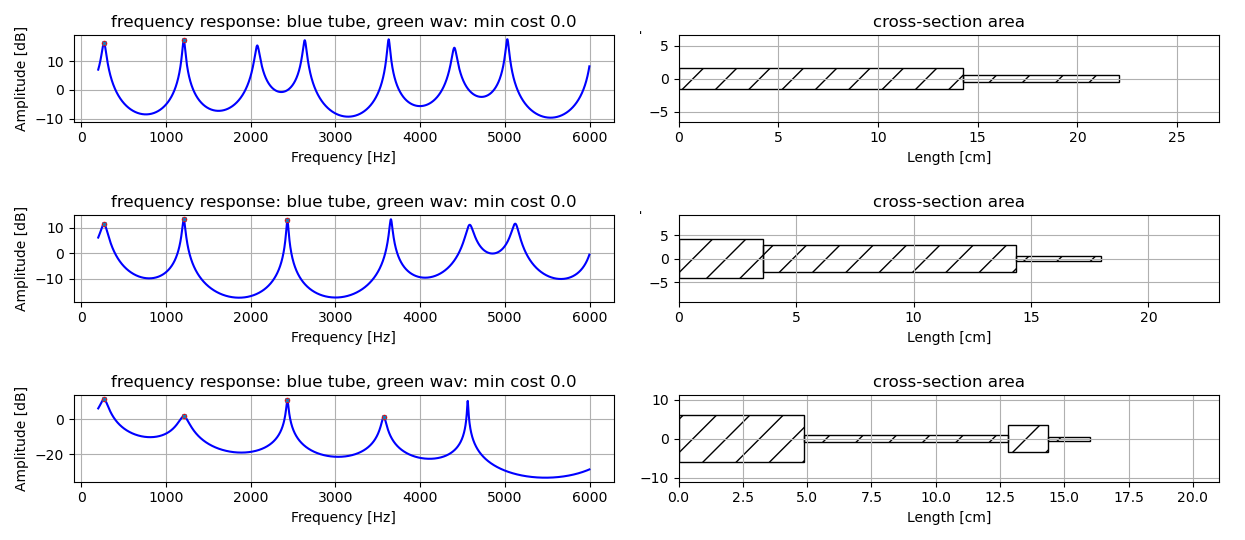 frequency response: blue tube, green wav: min cost 0.0
cross-section area
Amplitude [dB]
10
0
−10
0 1000 2000 3000 4000 5000 6000
Frequency [Hz]
5
0
−5
0 5 10 15 20 25
Length [cm]
frequency response: blue tube, green wav: min cost 0.0
cross-section area
Amplitude [dB]
10
0
−10
0 1000 2000 3000 4000 5000 6000
Frequency [Hz]
5
0
−5
0 5 10 15 20
Length [cm]
frequency response: blue tube, green wav: min cost 0.0
cross-section area
Amplitude [dB]
0
−20
0 1000 2000 3000 4000 5000 6000
Frequency [Hz]
10
0
−10
0.0 2.5 5.0 7.5 10.0 12.5 15.0 17.5 20.0
Length [cm]